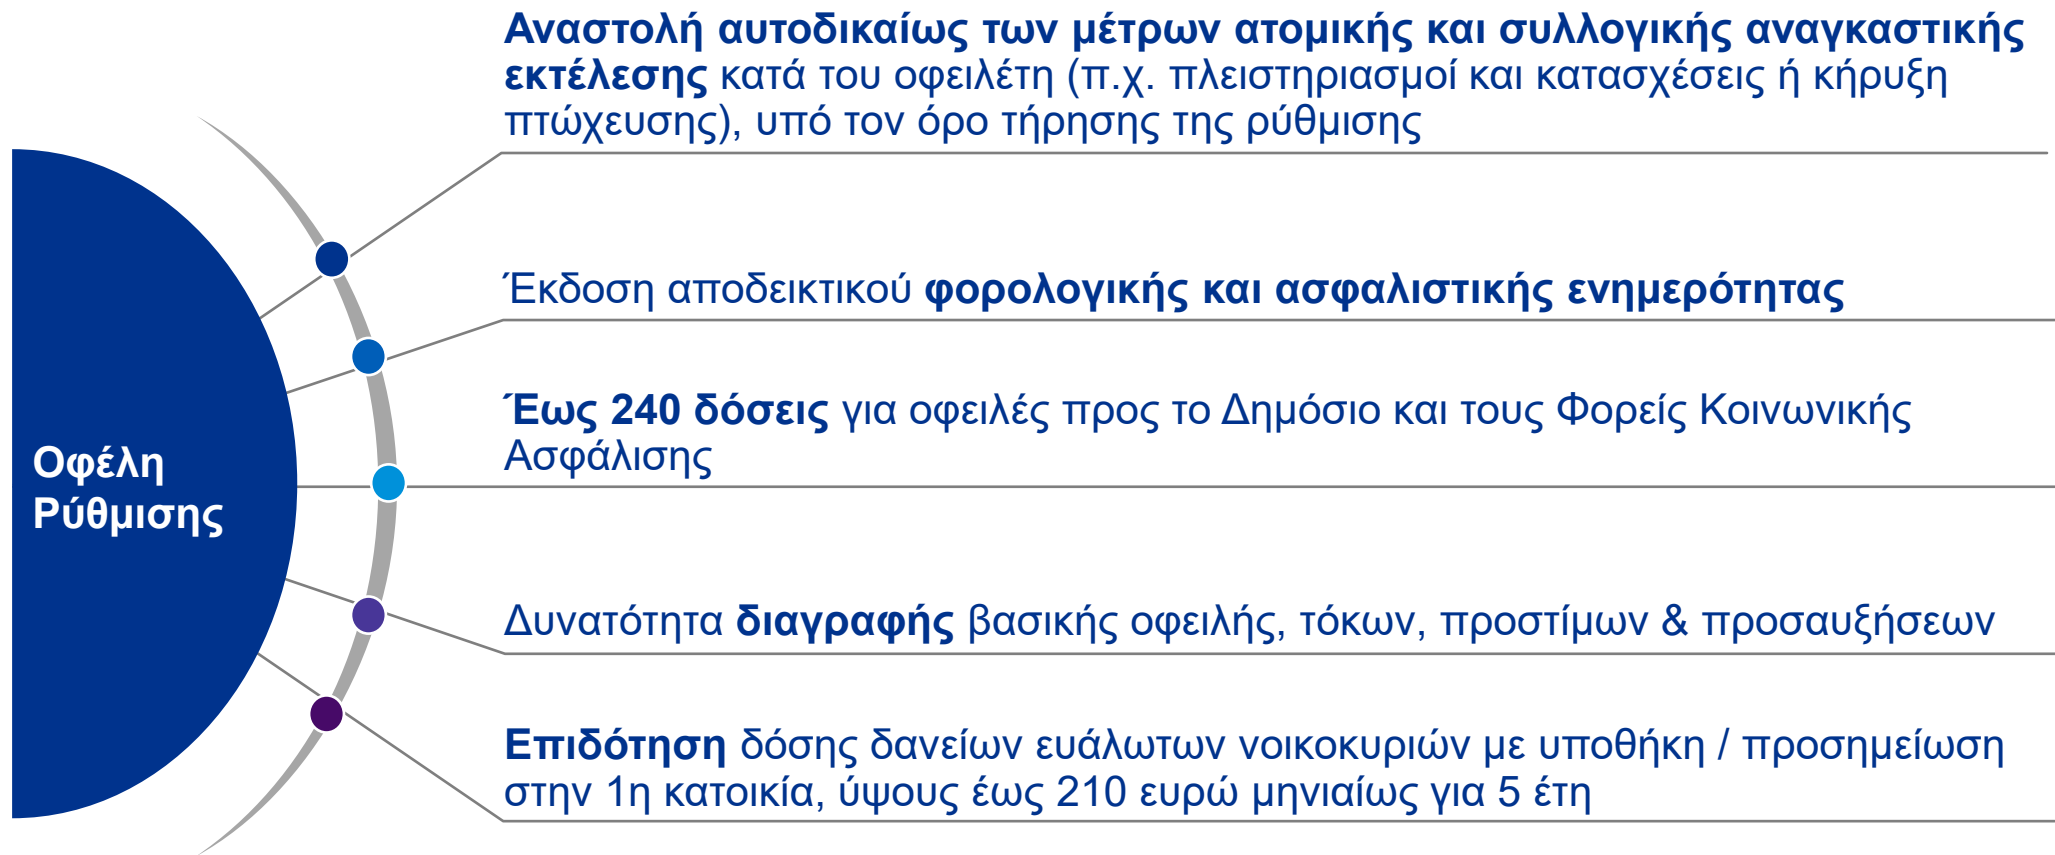 Αναστολή αυτοδικαίως των μέτρων ατομικής και συλλογικής αναγκαστικής
εκτέλεσης κατά του οφειλέτη (π.χ. πλειστηριασμοί και κατασχέσεις ή κήρυξη
πτώχευσης), υπό τον όρο τήρησης της ρύθμισης
Έκδοση αποδεικτικού φορολογικής και ασφαλιστικής ενημερότητας
Έως 240 δόσεις για οφειλές προς το Δημόσιο και τους Φορείς Κοινωνικής
Ασφάλισης
Οφέλη
Ρύθμισης
Δυνατότητα διαγραφής βασικής οφειλής, τόκων, προστίμων & προσαυξήσεων
Επιδότηση δόσης δανείων ευάλωτων νοικοκυριών με υποθήκη / προσημείωση
στην 1η κατοικία, ύψους έως 210 ευρώ μηνιαίως για 5 έτη